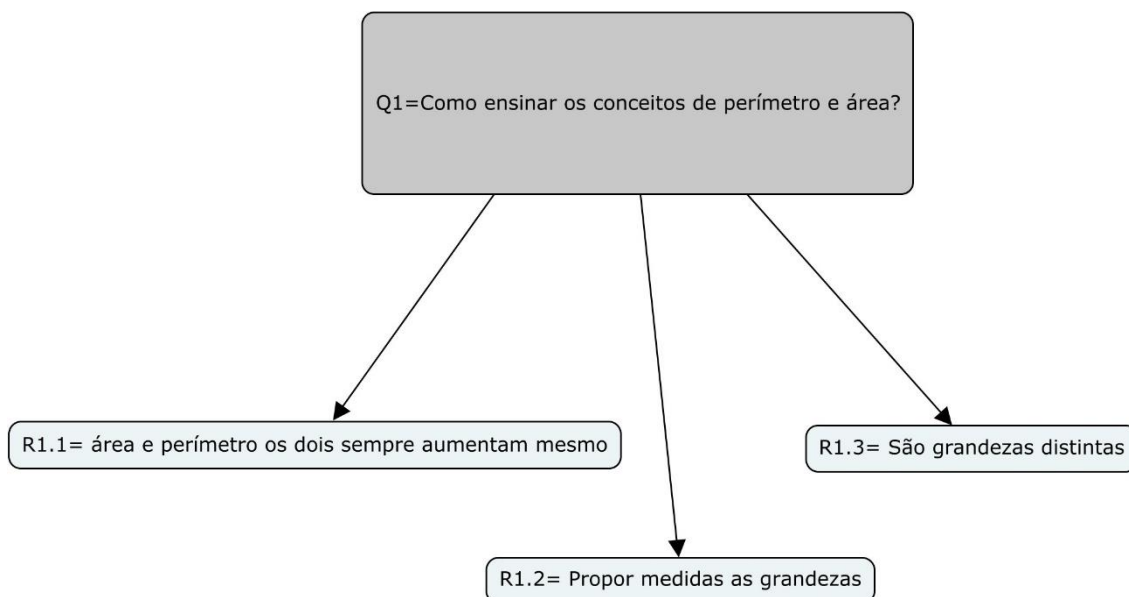 Q1=Como ensinar os conceitos de perímetro e área?
R1.1= área e perímetro os dois sempre aumentam mesmo
R1.3= São grandezas distintas
R1.2= Propor medidas as grandezas